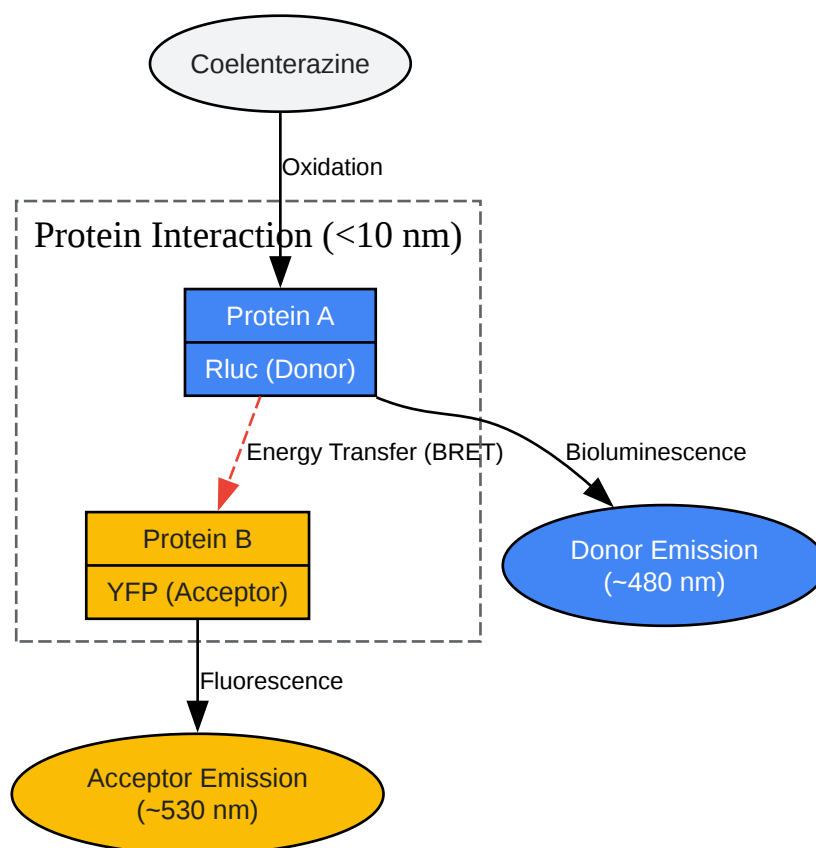 Coelenterazine
Oxidation
Protein Interaction (<10 nm)
Protein A
Rluc (Donor)
Energy Transfer (BRET)
Bioluminescence
Protein B
YFP (Acceptor)
Donor Emission
(~480 nm)
Fluorescence
Acceptor Emission
(~530 nm)